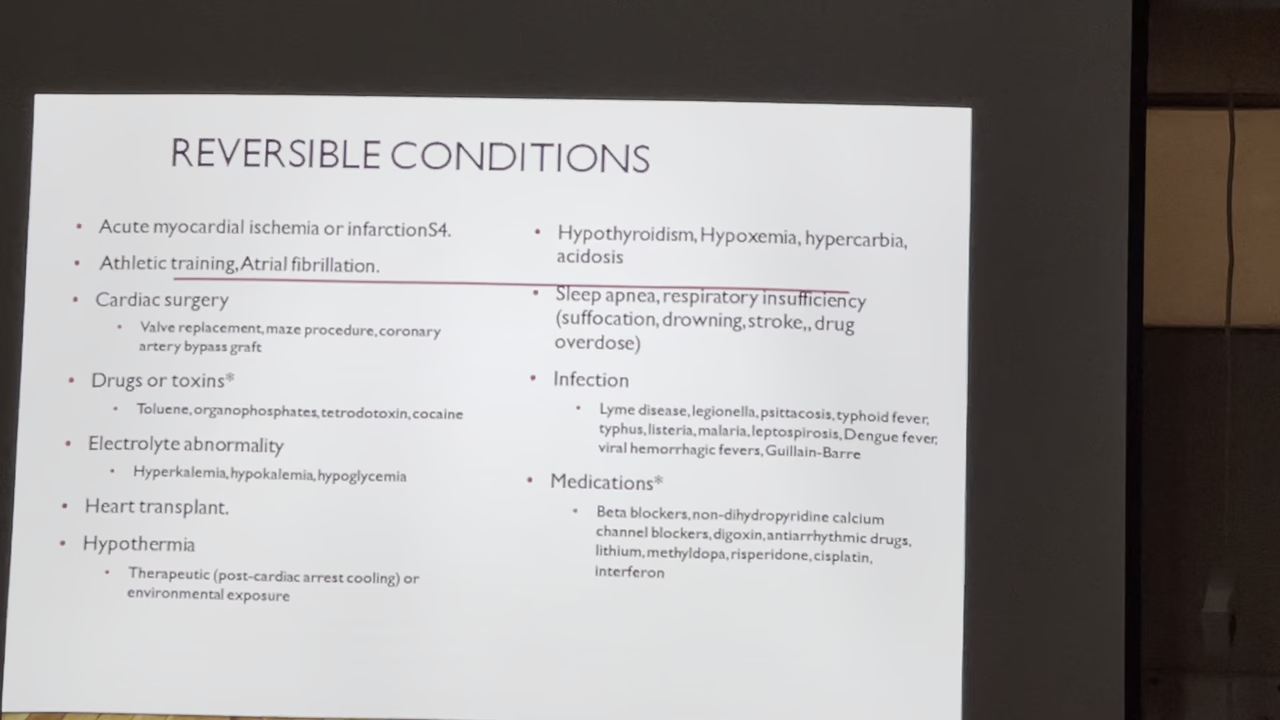 REVERSIBLE CONDITIONS
• Acute myocardial ischemia or infarctionS4.
• Athletic training, Atrial fibrillation.
• Cardiac surgery
• Valve replacement, maze procedure, coronary
artery bypass graft
• Drugs or toxins*
• Toluene, organophosphates, tetrodotoxin, cocaine
• Electrolyte abnormality
• Hyperkalemia, hypokalemia, hypoglycemia
• Heart transplant.
• Hypothermia
• Therapeutic (post-cardiac arrest cooling) or
environmental exposure
• Hypothyroidism, Hypoxemia, hypercarbia,
acidosis
• Sleep apnea, respiratory insufficiency
(suffocation, drowning, stroke,, drug
overdose)
• Infection
• Lyme disease, legionella, psittacosis, typhoid fever,
typhus, listeria, malaria, leptospirosis, Dengue fever,
viral hemorrhagic fevers, Guillain-Barre
• Medications*
• Beta blockers, non-dihydropyridine calcium
channel blockers, digoxin, antiarrhythmic drugs,
lithium, methyldopa, risperidone, cisplatin,
interferon